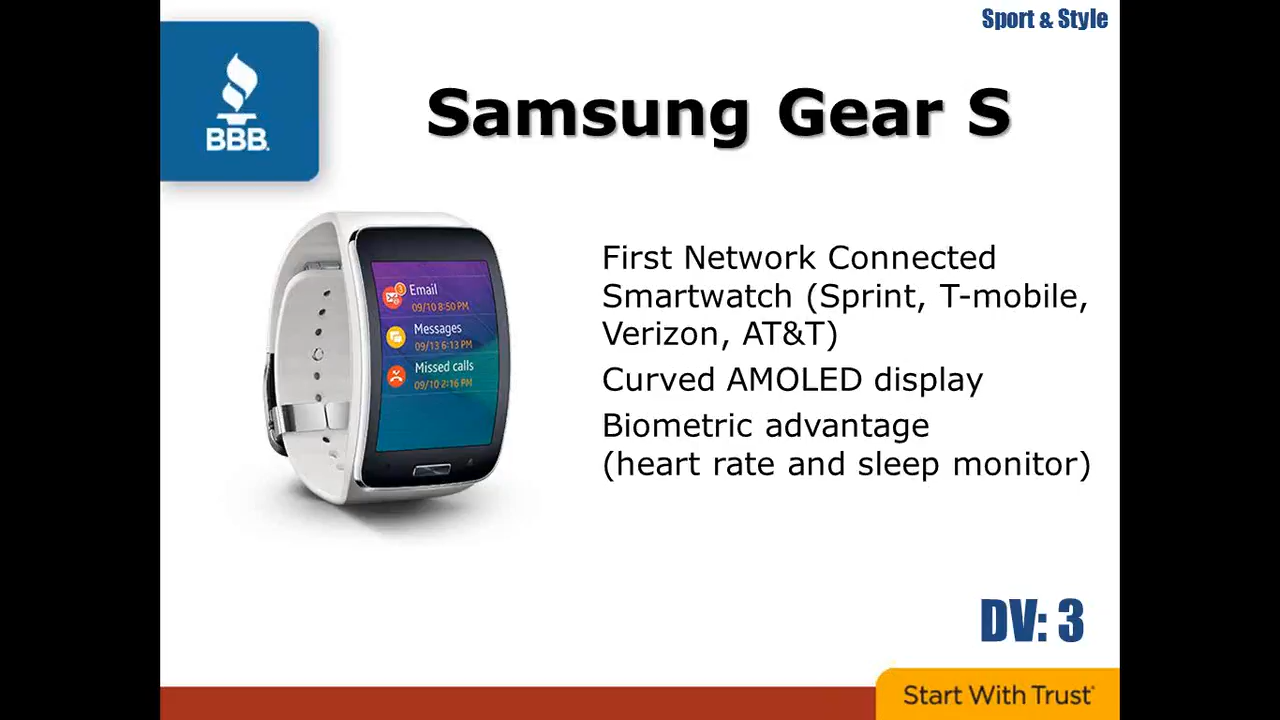 Sport & Style
BBB.
Samsung Gear S
First Network Connected
Smartwatch (Sprint, T-mobile,
Verizon, AT&T)
Curved AMOLED display
Biometric advantage
(heart rate and sleep monitor)
3
Email
09/10 8:50 PM
Messages
09/13 6:13 PM
Missed calls
09/10 2:16 PM
DV: 3
Start With Trust®